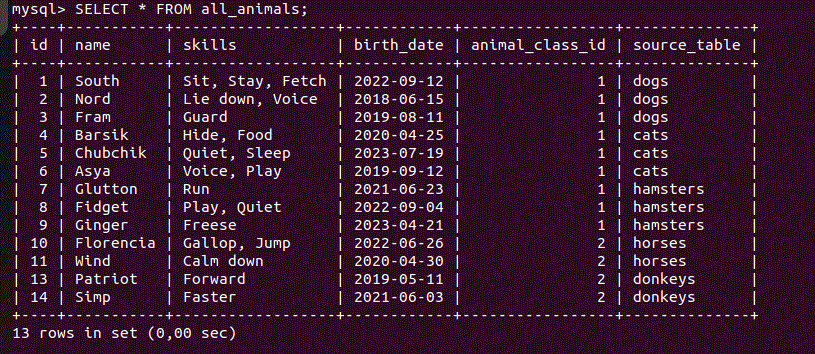 mysql> SELECT * FROM all_animals;
+----+-----------+-------------------+------------+-----------------+--------------+
| id | name      | skills            | birth_date | animal_class_id | source_table |
+----+-----------+-------------------+------------+-----------------+--------------+
|  1 | South     | Sit, Stay, Fetch  | 2022-09-12 |               1 | dogs         |
|  2 | Nord      | Lie down, Voice   | 2018-06-15 |               1 | dogs         |
|  3 | Fram      | Guard             | 2019-08-11 |               1 | dogs         |
|  4 | Barsik    | Hide, Food        | 2020-04-25 |               1 | cats         |
|  5 | Chubchik  | Quiet, Sleep      | 2023-07-19 |               1 | cats         |
|  6 | Asya      | Voice, Play       | 2019-09-12 |               1 | cats         |
|  7 | Glutton   | Run               | 2021-06-23 |               1 | hamsters     |
|  8 | Fidget    | Play, Quiet       | 2022-09-04 |               1 | hamsters     |
|  9 | Ginger    | Freese            | 2023-04-21 |               1 | hamsters     |
| 10 | Florencia | Gallop, Jump      | 2022-06-26 |               2 | horses       |
| 11 | Wind      | Calm down         | 2020-04-30 |               2 | horses       |
| 13 | Patriot   | Forward           | 2019-05-11 |               2 | donkeys      |
| 14 | Simp      | Faster            | 2021-06-03 |               2 | donkeys      |
+----+-----------+-------------------+------------+-----------------+--------------+
13 rows in set (0,00 sec)